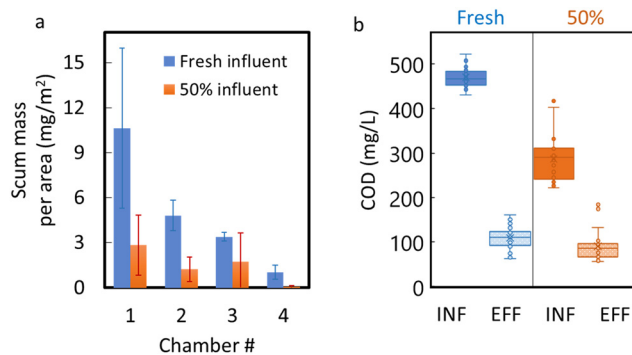 a
Scum mass
per area (mg/m²)
15
12
9
6
3
0
Fresh influent
50% influent
1 2 3 4
Chamber #
b
Fresh 50%
COD (mg/L)
500
400
300
200
100
0
INF EFF INF EFF